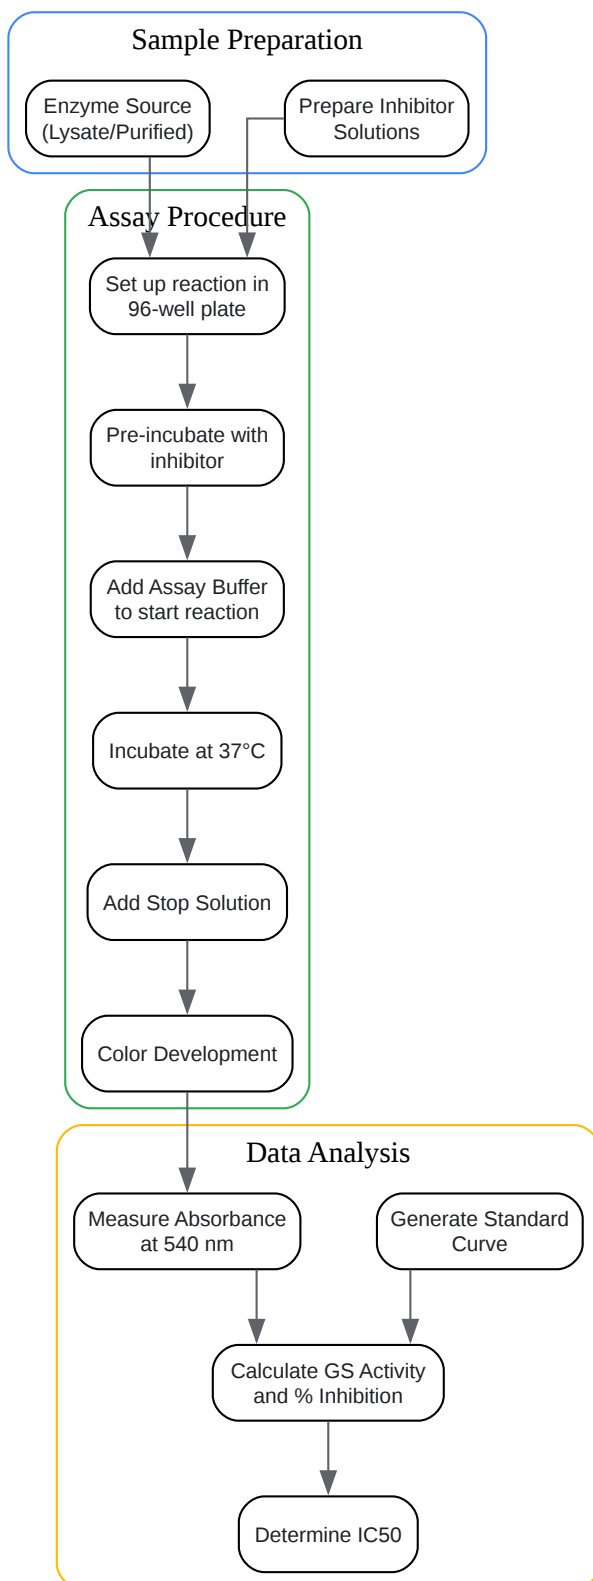 Sample Preparation
Enzyme Source
(Lysate/Purified)
Prepare Inhibitor
Solutions
Assay Procedure
Set up reaction in
96-well plate
Pre-incubate with
inhibitor
Add Assay Buffer
to start reaction
Incubate at 37°C
Add Stop Solution
Color Development
Data Analysis
Measure Absorbance
at 540 nm
Generate Standard
Curve
Calculate GS Activity
and % Inhibition
Determine IC50